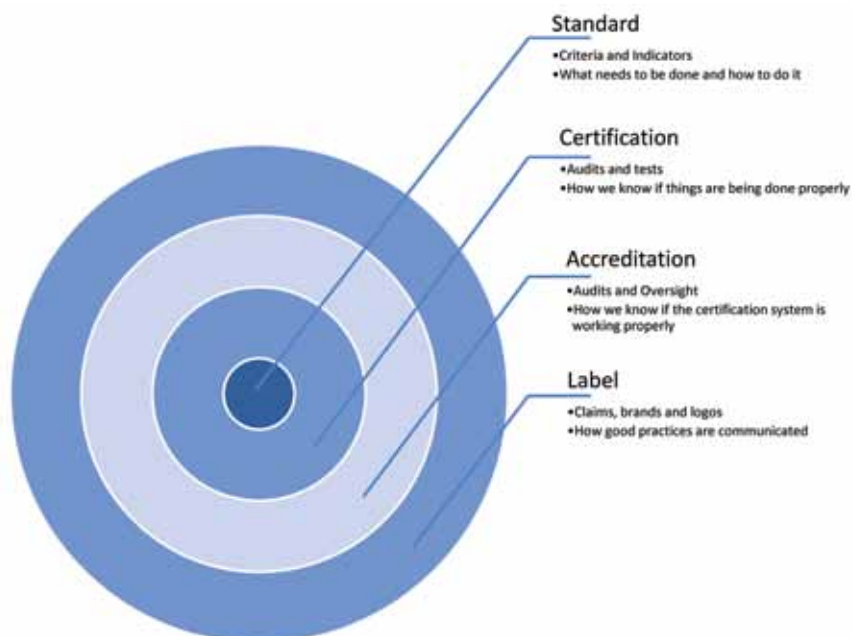 Standard
•Criteria and Indicators
•What needs to be done and how to do it
Certification
•Audits and tests
•How we know if things are being done properly
Accreditation
•Audits and Oversight
•How we know if the certification system is
working properly
Label
•Claims, brands and logos
•How good practices are communicated